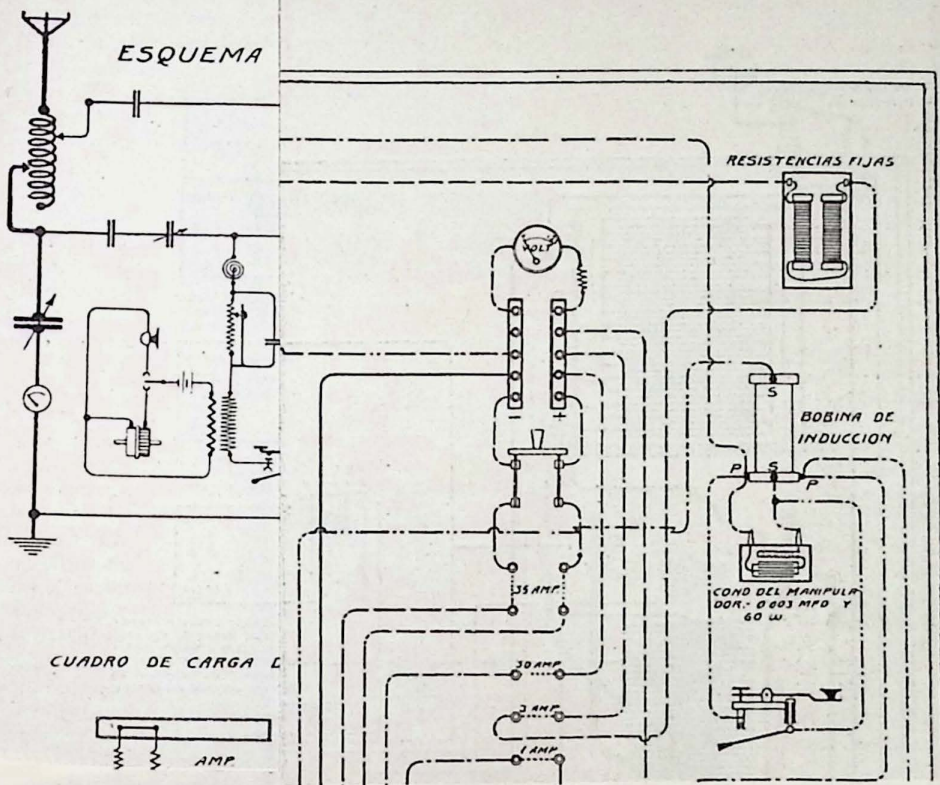 ESQUEMA
RESISTENCIAS FIJAS
VOLT
- +
S
BOBINA DE
INDUCCION
P S P
35 AMP.
COND DEL MANIPULA
DOR.- 0 003 MFD Y
60 ω.
CUADRO DE CARGA D
30 AMP
3 AMP
1 AMP
AMP.